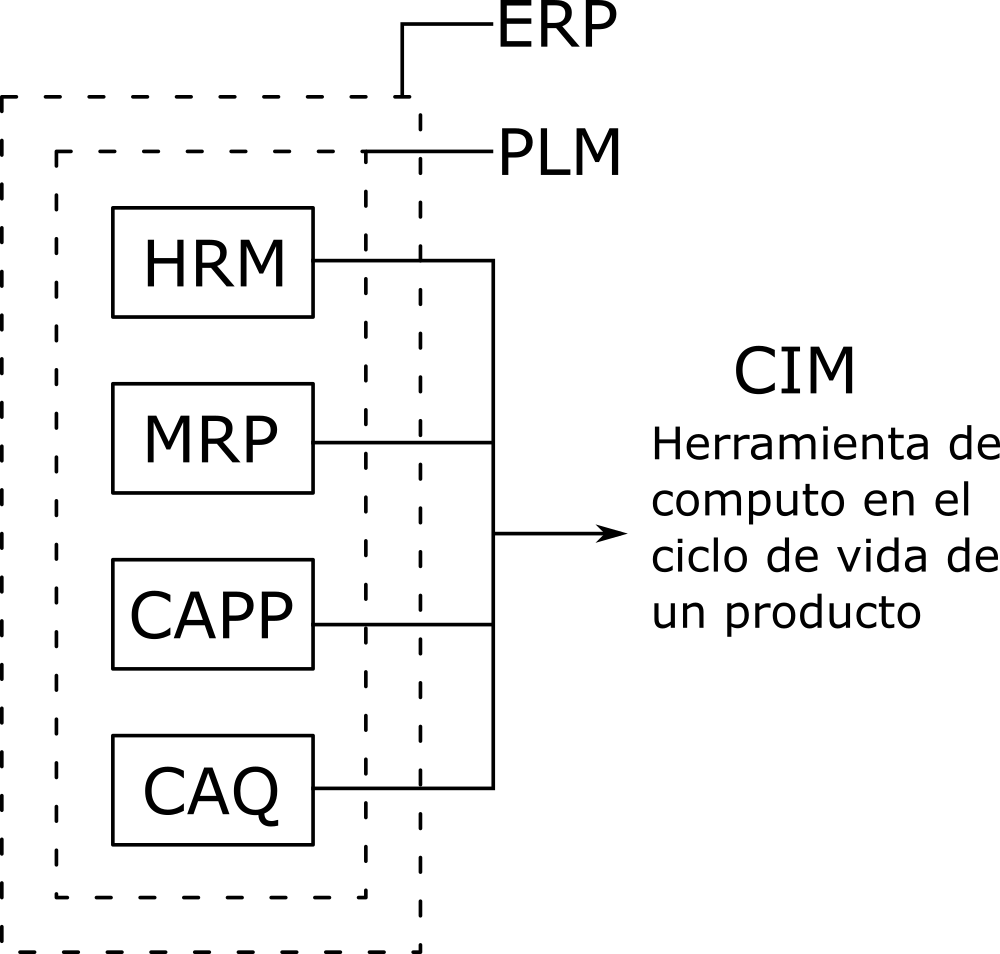 ERP
PLM
HRM
MRP
CAPP
CAQ
CIM
Herramienta de
computo en el
ciclo de vida de
un producto